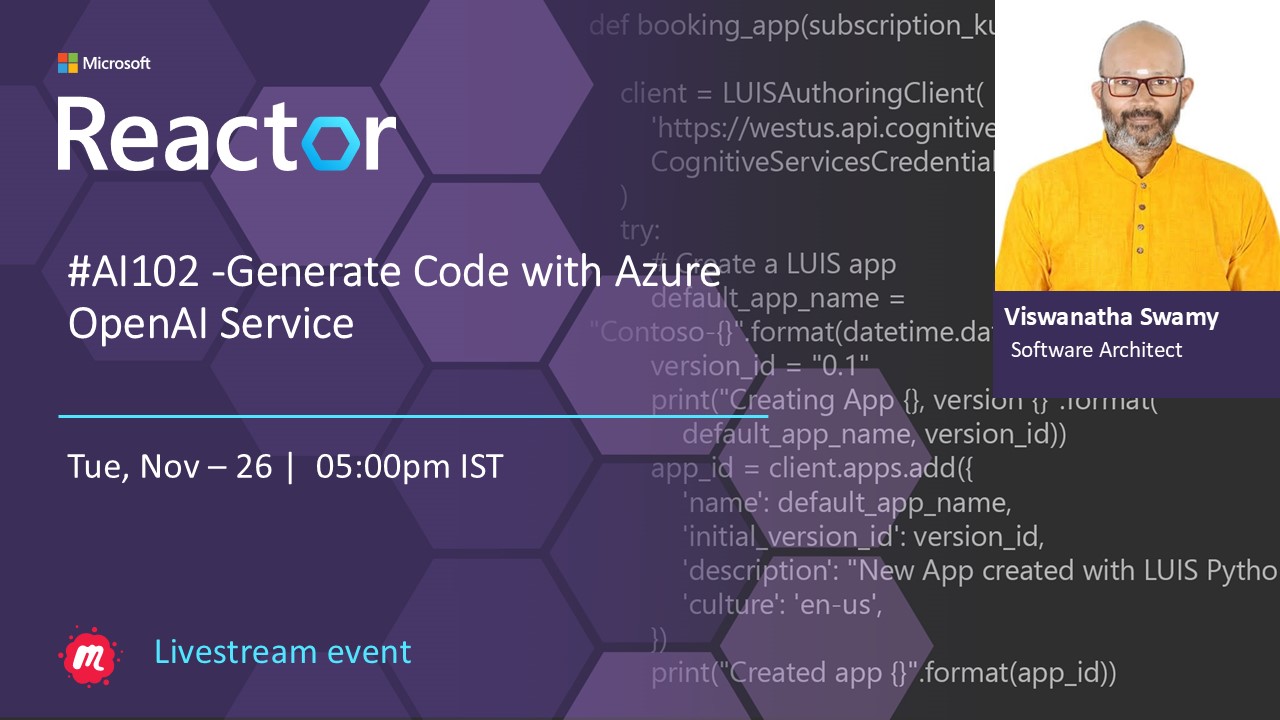 Microsoft
Reactor
#AI102 -Generate Code with Azure
OpenAI Service
Tue, Nov – 26 | 05:00pm IST
Livestream event
def booking_app(subscription_
client = LUISAuthoringClient(
'https://westus.api.cognitive
CognitiveServicesCredential
)
try:
# Create a LUIS app
default_app_name =
"Contoso-{}".format(datetime.dat
version_id = "0.1"
print("Creating App {}, version {}".format(
default_app_name, version_id))
app_id = client.apps.add({
'name': default_app_name,
'initial_version_id': version_id,
'description': "New App created with LUIS Pytho
'culture': 'en-us',
})
print("Created app {}".format(app_id))
Viswanatha Swamy
Software Architect